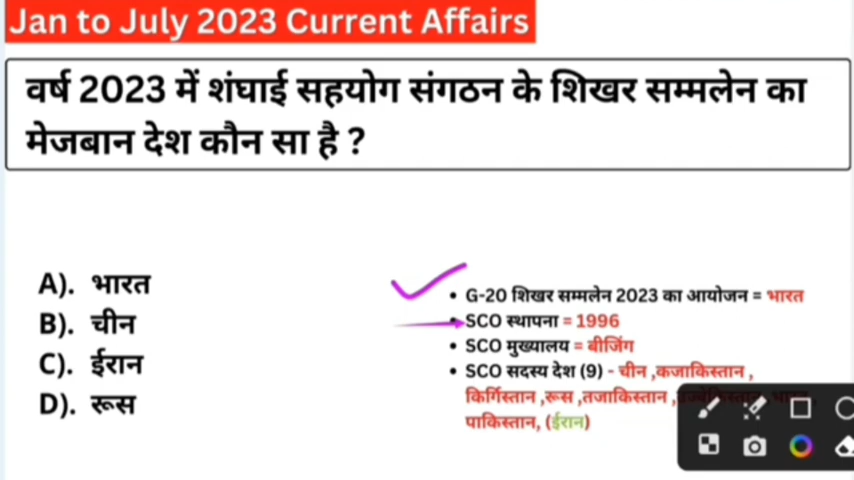 Jan to July 2023 Current Affairs
वर्ष 2023 में शंघाई सहयोग संगठन के शिखर सम्मलेन का
मेजबान देश कौन सा है ?
A). भारत
B). चीन
C). ईरान
D). रूस
• G-20 शिखर सम्मलेन 2023 का आयोजन = भारत
• SCO स्थापना = 1996
• SCO मुख्यालय = बीजिंग
• SCO सदस्य देश (9) - चीन ,कजाकिस्तान ,
किर्गिस्तान ,रूस ,तजाकिस्तान ,
पाकिस्तान, (ईरान)